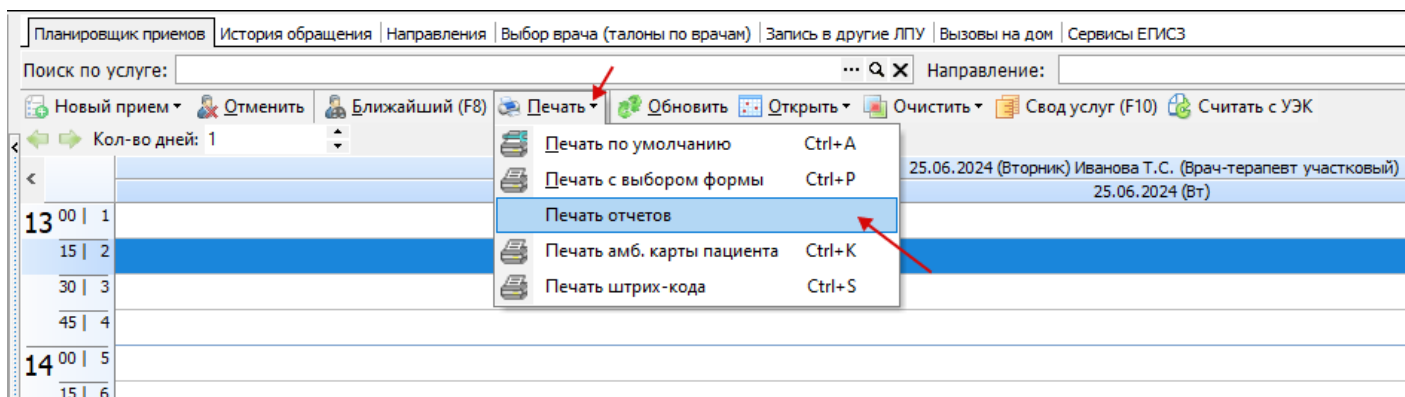 Планировщик приемов История обращения Направления Выбор врача (талоны по врачам) Запись в другие ЛПУ Вызовы на дом Сервисы ЕГИСЗ
Поиск по услуге: ... Направление:
Новый прием Отменить Ближайший (F8) Печать Обновить Открыть Очистить Свод услуг (F10) Считать с УЭК
Кол-во дней: 1
Печать по умолчанию Ctrl+A
Печать с выбором формы Ctrl+P
Печать отчетов
Печать амб. карты пациента Ctrl+K
Печать штрих-кода Ctrl+S
25.06.2024 (Вторник) Иванова Т.С. (Врач-терапевт участковый)
25.06.2024 (Вт)
13 00 | 1
15 | 2
30 | 3
45 | 4
14 00 | 5
15 | 6